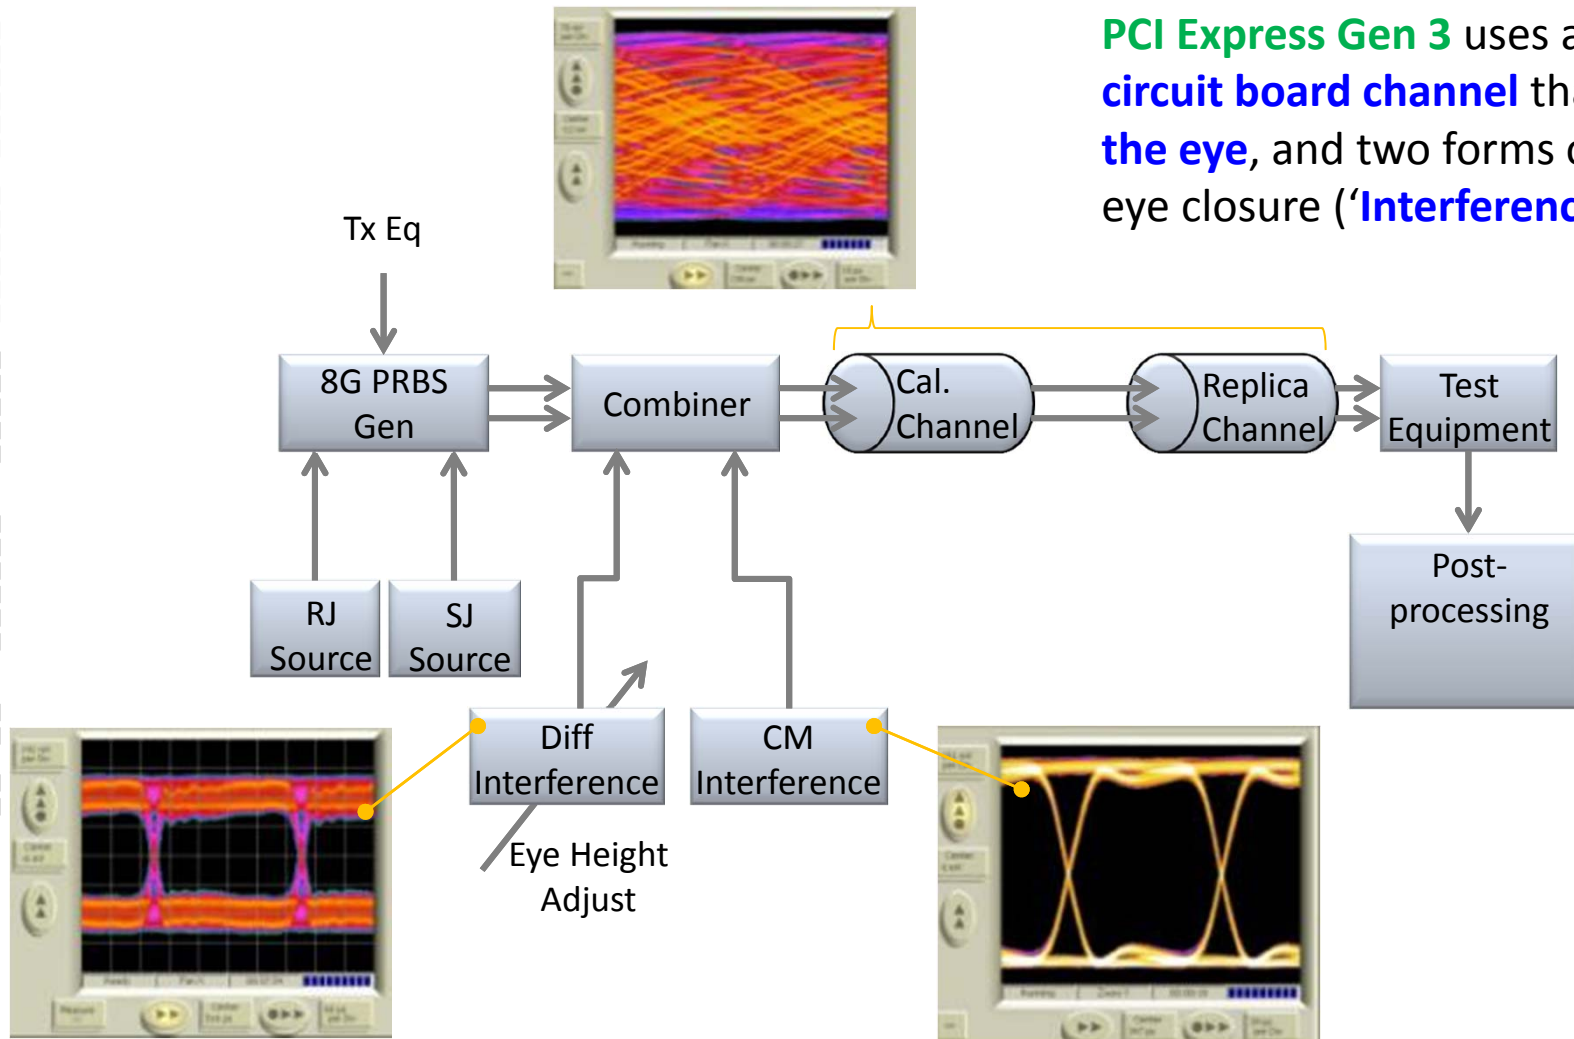 PCI Express Gen 3 uses a
circuit board channel tha
the eye, and two forms o
eye closure (‘Interferenc
Tx Eq
8G PRBS
Gen
Combiner
Cal.
Channel
Replica
Channel
Test
Equipment
Post-
processing
RJ
Source
SJ
Source
Diff
Interference
CM
Interference
Eye Height
Adjust